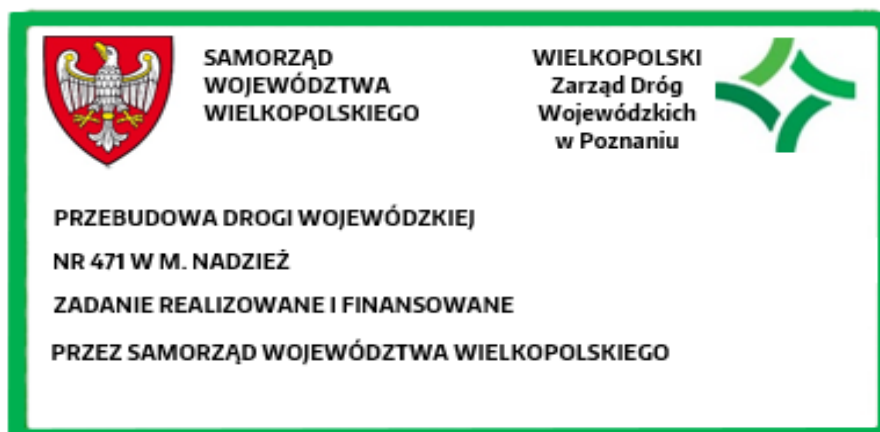 SAMORZĄD
WOJEWÓDZTWA
WIELKOPOLSKIEGO
WIELKOPOLSKI
Zarząd Dróg
Wojewódzkich
w Poznaniu
PRZEBUDOWA DROGI WOJEWÓDZKIEJ
NR 471 W M. NADZIEŻ
ZADANIE REALIZOWANE I FINANSOWANE
PRZEZ SAMORZĄD WOJEWÓDZTWA WIELKOPOLSKIEGO